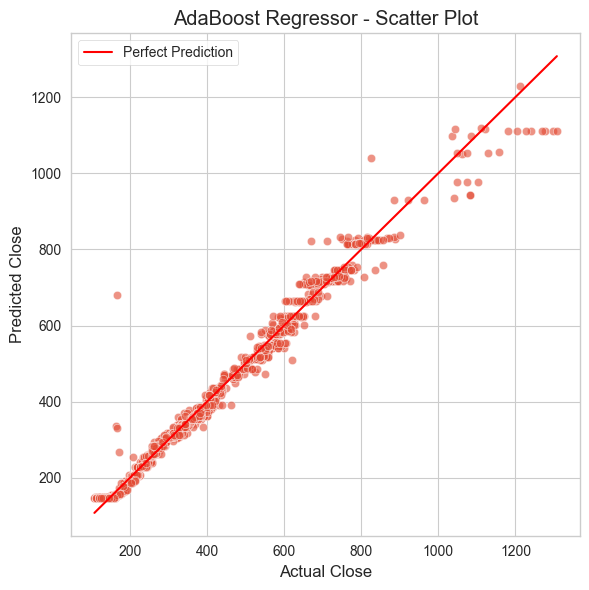 AdaBoost Regressor - Scatter Plot
Perfect Prediction
1200
1000
800
600
400
200
Predicted Close
200 400 600 800 1000 1200
Actual Close